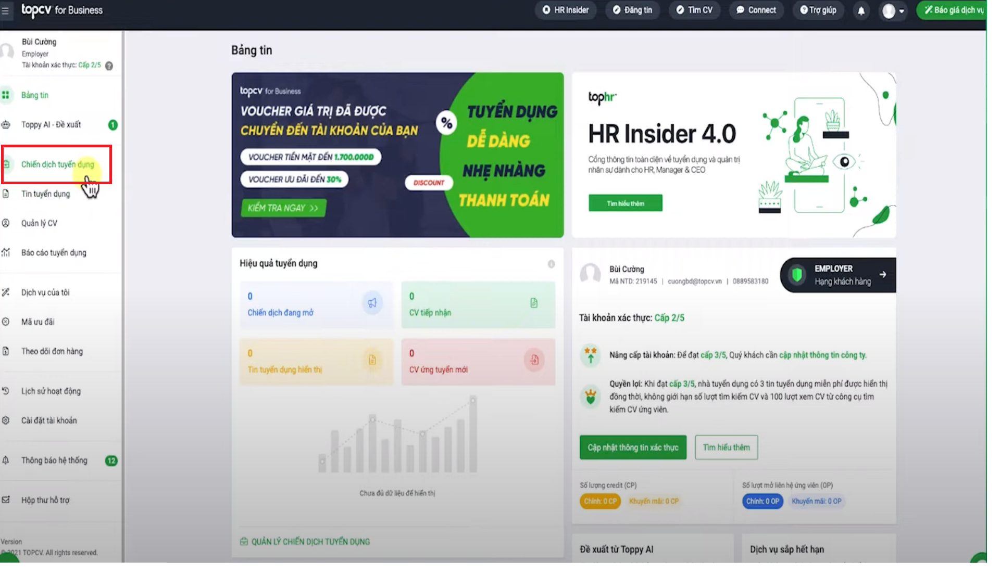 topcv for Business
HR Insider
Đăng tin
Tìm CV
Connect
Trợ giúp
Báo giá dịch vụ
Bùi Cường
Employer
Tài khoản xác thực: Cấp 2/5
Bảng tin
Toppy AI - Đề xuất
1
Chiến dịch tuyển dụng
Tin tuyển dụng
Quản lý CV
Báo cáo tuyển dụng
Dịch vụ của tôi
Mã ưu đãi
Theo dõi đơn hàng
Lịch sử hoạt động
Cài đặt tài khoản
Thông báo hệ thống
12
Hộp thư hỗ trợ
Version
© 2021 TOPCV. All rights reserved.
Bảng tin
topcv for Business
VOUCHER GIÁ TRỊ ĐÃ ĐƯỢC
CHUYỂN ĐẾN TÀI KHOẢN CỦA BẠN
VOUCHER TIỀN MẶT ĐẾN 1.700.000Đ
VOUCHER ƯU ĐÃI ĐẾN 30%
KIỂM TRA NGAY >>
%
DISCOUNT
TUYỂN DỤNG
DỄ DÀNG
NHẸ NHÀNG
THANH TOÁN
tophr
HR Insider 4.0
Cổng thông tin toàn diện về tuyển dụng và quản trị
nhân sự dành cho HR, Manager & CEO
Tìm hiểu thêm
Hiệu quả tuyển dụng
0
Chiến dịch đang mở
0
CV tiếp nhận
0
Tin tuyển dụng hiển thị
0
CV ứng tuyển mới
Chưa đủ dữ liệu để hiển thị
QUẢN LÝ CHIẾN DỊCH TUYỂN DỤNG
Bùi Cường
Mã NTD: 219145 | cuongbd@topcv.vn | 0889583180
EMPLOYER
Hạng khách hàng
Tài khoản xác thực: Cấp 2/5
Nâng cấp tài khoản: Để đạt cấp 3/5, Quý khách cần cập nhật thông tin công ty.
Quyền lợi: Khi đạt cấp 3/5, nhà tuyển dụng có 3 tin tuyển dụng miễn phí được hiển thị
đồng thời, không giới hạn số lượt tìm kiếm CV và 100 lượt xem CV từ công cụ tìm
kiếm CV ứng viên.
Cập nhật thông tin xác thực
Tìm hiểu thêm
Số lượng credit (CP)
Chính: 0 CP
Khuyến mãi: 0 CP
Số lượt mở liên hệ ứng viên (OP)
Chính: 0 OP
Khuyến mãi: 0 OP
Đề xuất từ Toppy AI
Dịch vụ sắp hết hạn